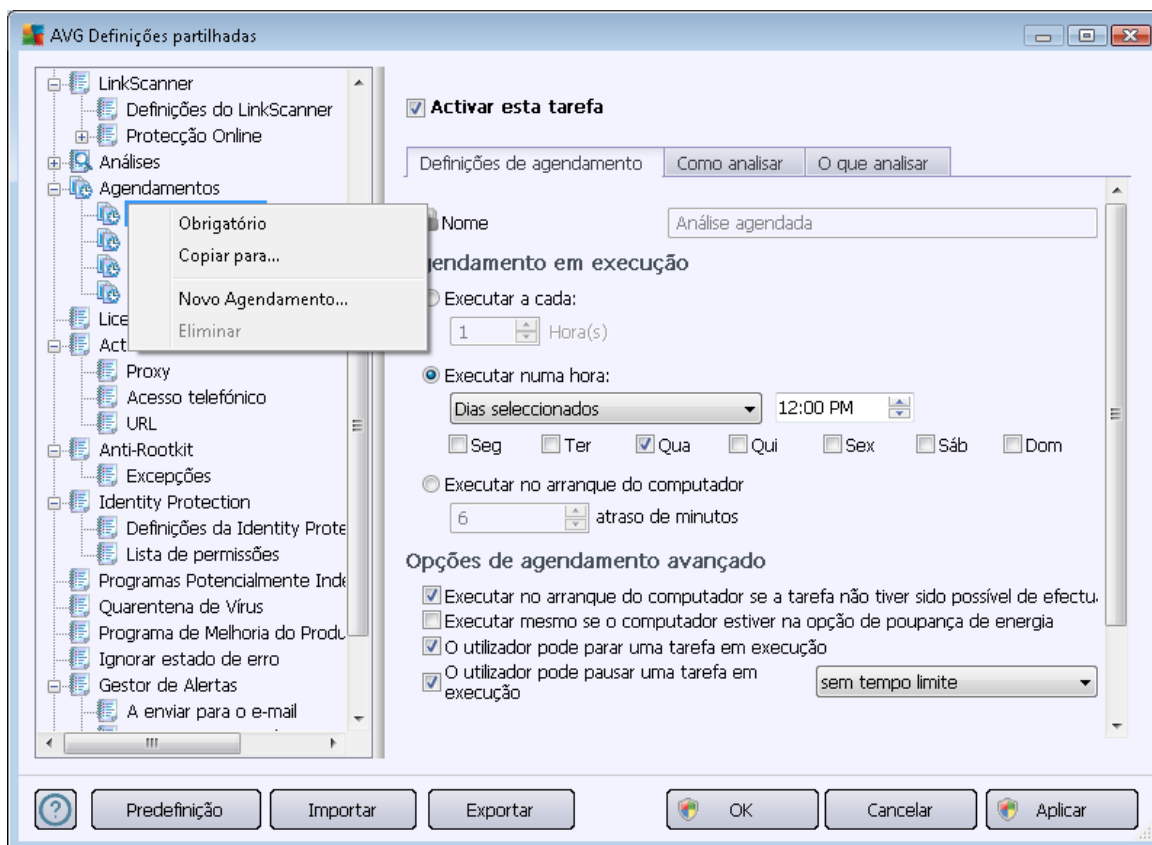 AVG Definições partilhadas
LinkScanner
Definições do LinkScanner
Protecção Online
Análises
Agendamentos
Obrigatório
Copiar para...
Novo Agendamento...
Eliminar
Proxy
Acesso telefónico
URL
Anti-Rootkit
Excepções
Identity Protection
Definições da Identity Prote
Lista de permissões
Programas Potencialmente Inde
Quarentena de Vírus
Programa de Melhoria do Produ
Ignorar estado de erro
Gestor de Alertas
A enviar para o e-mail
Activar esta tarefa
Definições de agendamento Como analisar O que analisar
Nome Análise agendada
gendamento em execução
Executar a cada:
1 Hora(s)
Executar numa hora:
Dias seleccionados 12:00 PM
Seg Ter Qua Qui Sex Sáb Dom
Executar no arranque do computador
6 atraso de minutos
Opções de agendamento avançado
Executar no arranque do computador se a tarefa não tiver sido possível de efectu
Executar mesmo se o computador estiver na opção de poupança de energia
O utilizador pode parar uma tarefa em execução
O utilizador pode pausar uma tarefa em
execução
sem tempo limite
Predefinição Importar Exportar OK Cancelar Aplicar